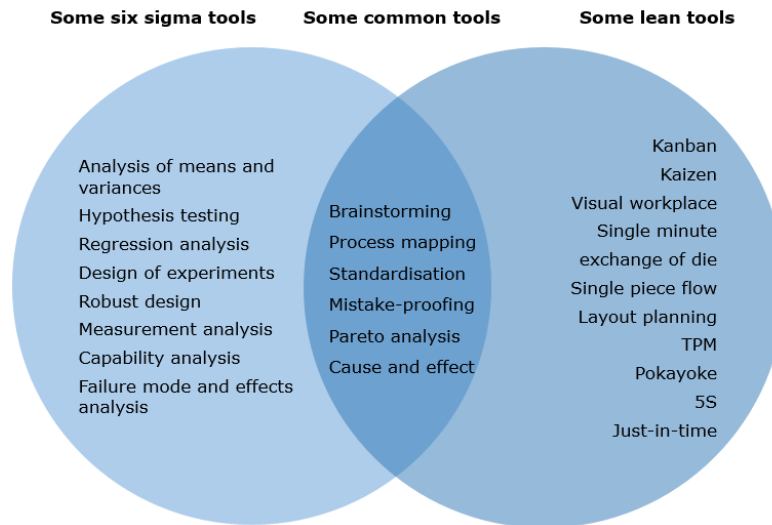 Some six sigma tools
Some common tools
Some lean tools
Analysis of means and
variances
Hypothesis testing
Regression analysis
Design of experiments
Robust design
Measurement analysis
Capability analysis
Failure mode and effects
analysis
Brainstorming
Process mapping
Standardisation
Mistake-proofing
Pareto analysis
Cause and effect
Kanban
Kaizen
Visual workplace
Single minute
exchange of die
Single piece flow
Layout planning
TPM
Pokayoke
5S
Just-in-time